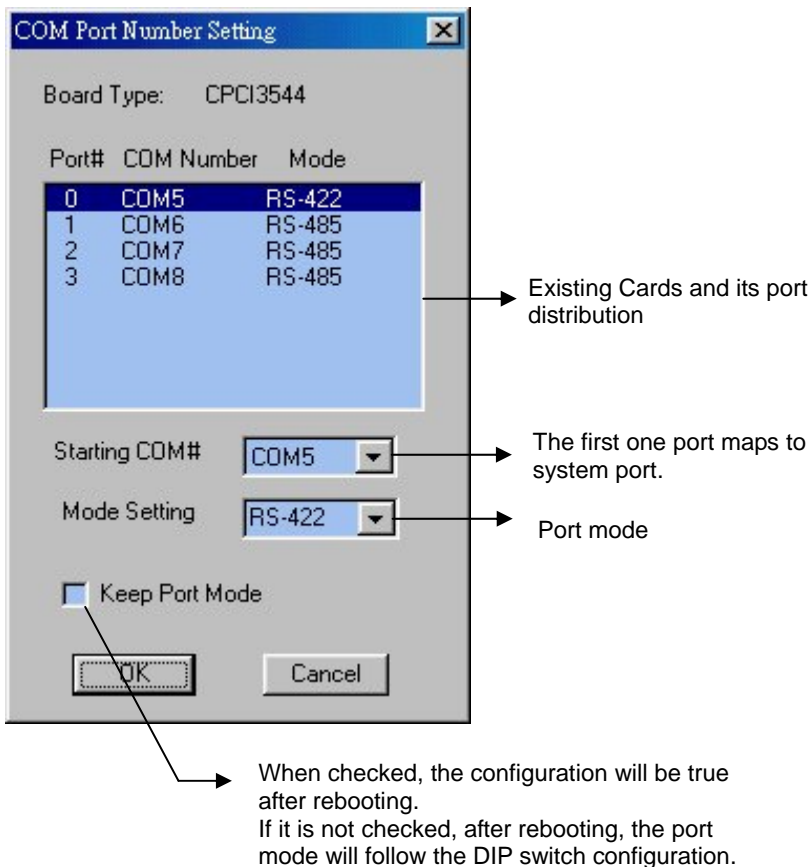 COM Port Number Setting
Board Type: CPCI3544
Port# COM Number Mode
0 COM5 RS-422
1 COM6 RS-485
2 COM7 RS-485
3 COM8 RS-485
Existing Cards and its port
distribution
Starting COM# COM5
The first one port maps to
system port.
Mode Setting RS-422
Port mode
Keep Port Mode
OK Cancel
When checked, the configuration will be true
after rebooting.
If it is not checked, after rebooting, the port
mode will follow the DIP switch configuration.